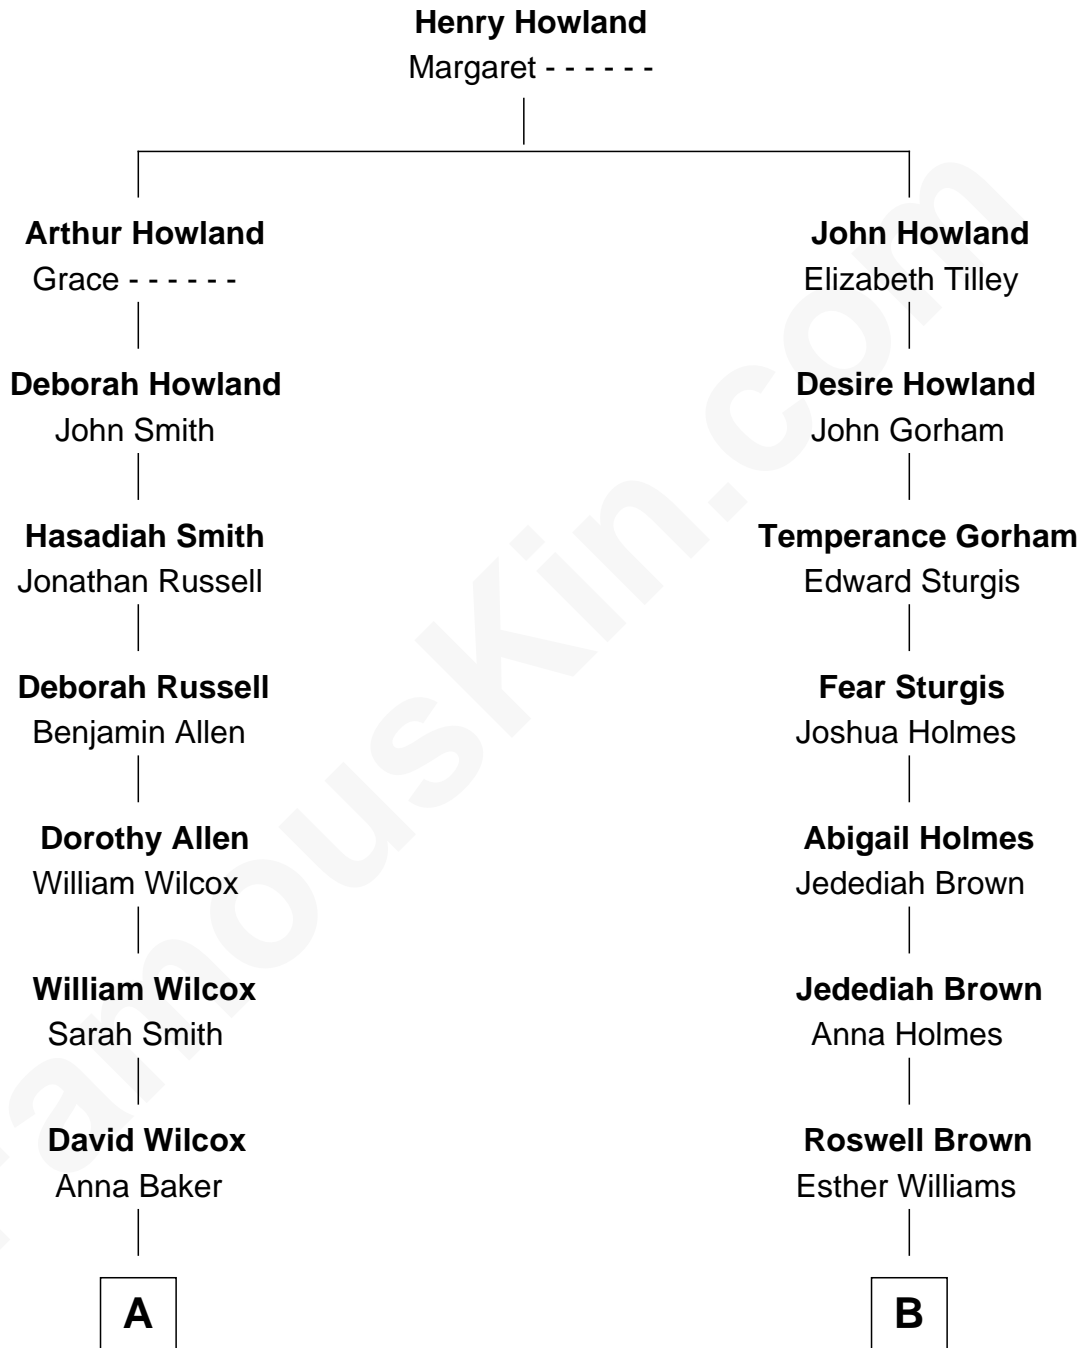 Henry Howland
Margaret - - - - - -
Arthur Howland
Grace - - - - - -
John Howland
Elizabeth Tilley
Deborah Howland
John Smith
Desire Howland
John Gorham
Hasadiah Smith
Jonathan Russell
Temperance Gorham
Edward Sturgis
Deborah Russell
Benjamin Allen
Fear Sturgis
Joshua Holmes
Dorothy Allen
William Wilcox
Abigail Holmes
Jedediah Brown
William Wilcox
Sarah Smith
Jedediah Brown
Anna Holmes
David Wilcox
Anna Baker
Roswell Brown
Esther Williams
A
B
FamousKin.com